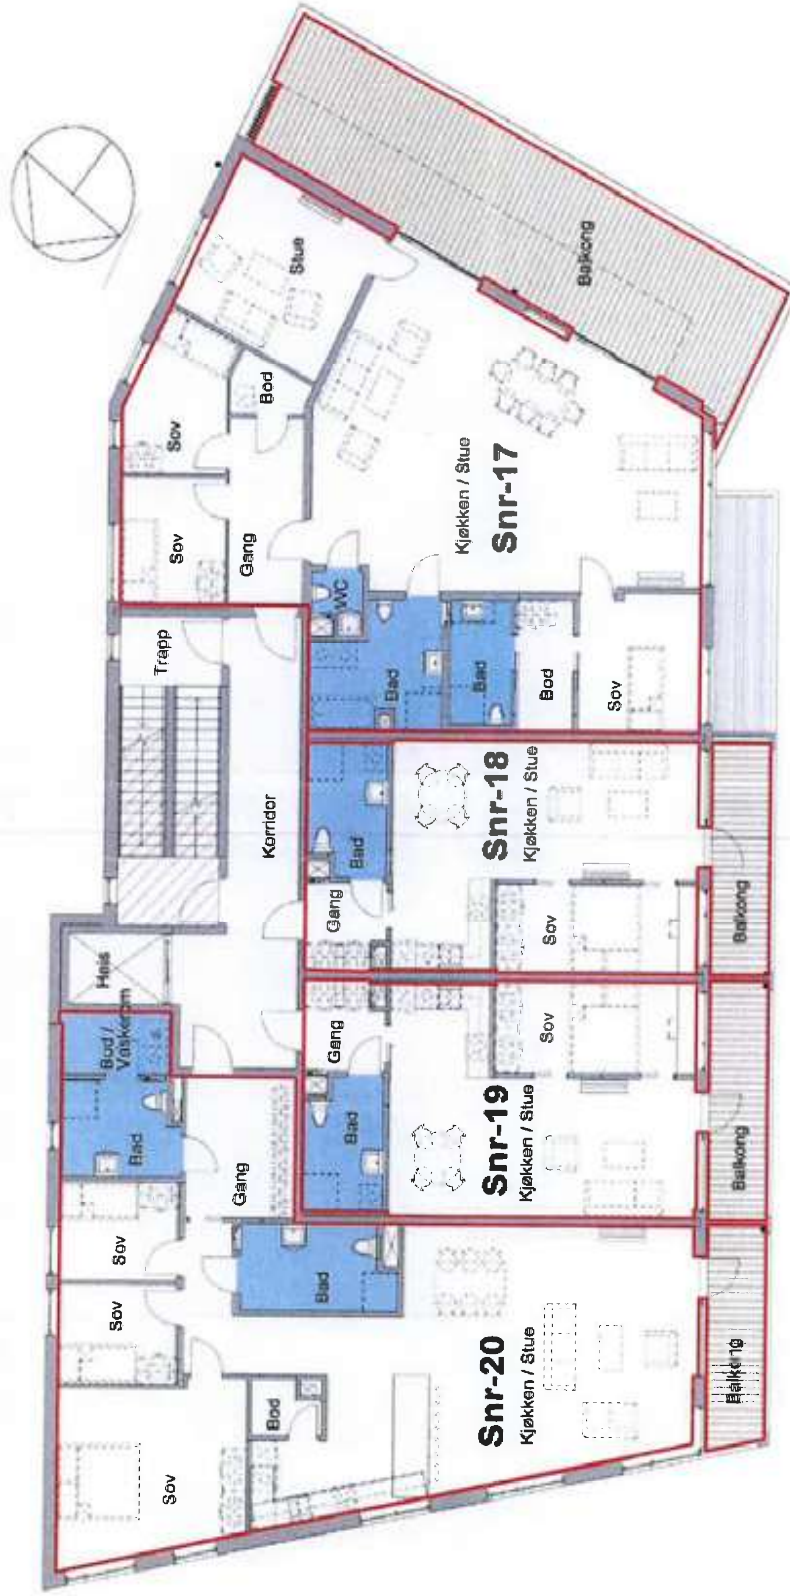 Sov
Sov
Sov
Bad
Bod /
Vaskerom
Heis
Trapp
Sov
Sov
Stue
Gang
Korridor
Gang
Bod
Bod
Bad
Gang
Bad
Gang
Bad
WC
Bad
Bad
Bod
Sov
Snr-20
Kjøkken / Stue
Snr-19
Kjøkken / Stue
Sov
Sov
Snr-18
Kjøkken / Stue
Kjøkken / Stue
Snr-17
Balkong
Balkong
Balkong
Balkong